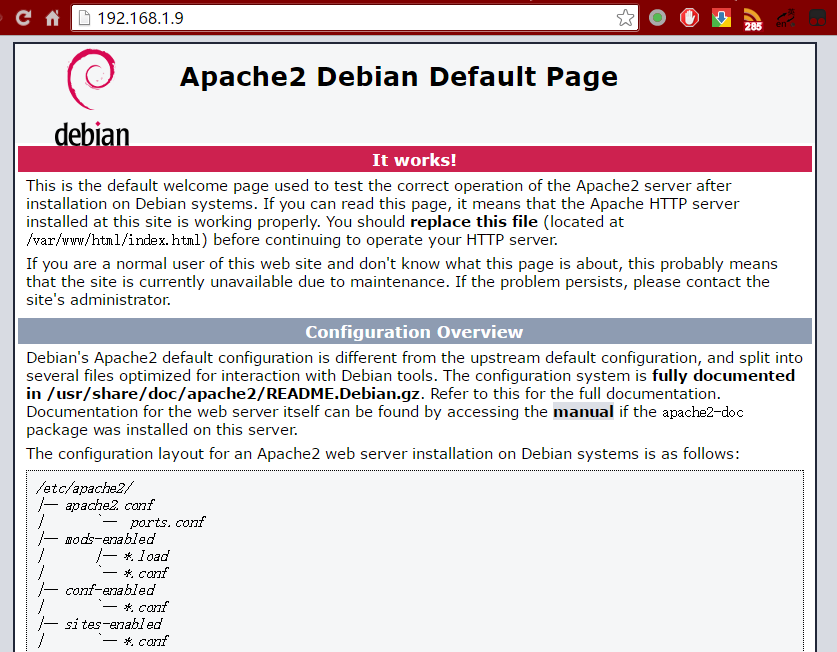 192.168.1.9
285
debian
Apache2 Debian Default Page
It works!
This is the default welcome page used to test the correct operation of the Apache2 server after
installation on Debian systems. If you can read this page, it means that the Apache HTTP server
installed at this site is working properly. You should replace this file (located at
/var/www/html/index.html) before continuing to operate your HTTP server.
If you are a normal user of this web site and don't know what this page is about, this probably means
that the site is currently unavailable due to maintenance. If the problem persists, please contact the
site's administrator.
Configuration Overview
Debian's Apache2 default configuration is different from the upstream default configuration, and split into
several files optimized for interaction with Debian tools. The configuration system is fully documented
in /usr/share/doc/apache2/README.Debian.gz. Refer to this for the full documentation.
Documentation for the web server itself can be found by accessing the manual if the apache2-doc
package was installed on this server.
The configuration layout for an Apache2 web server installation on Debian systems is as follows:
/etc/apache2/
|-- apache2.conf
|       `--  ports.conf
|-- mods-enabled
|       |-- *.load
|       `-- *.conf
|-- conf-enabled
|       `-- *.conf
|-- sites-enabled
|       `-- *.conf